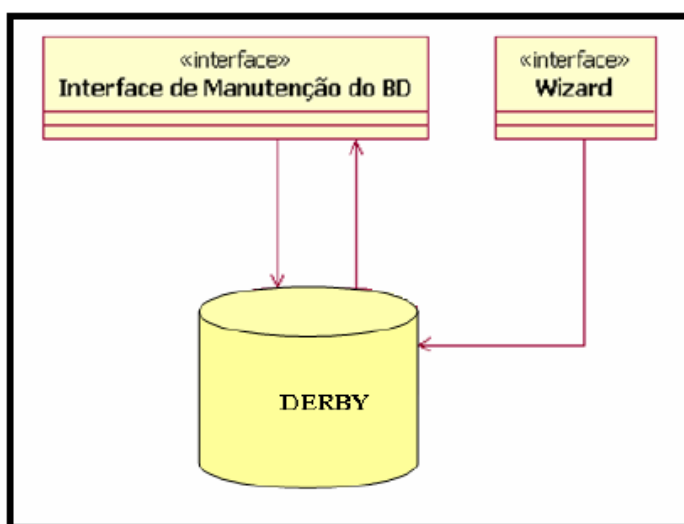 «interface»
Interface de Manutenção do BD
«interface»
Wizard
DERBY